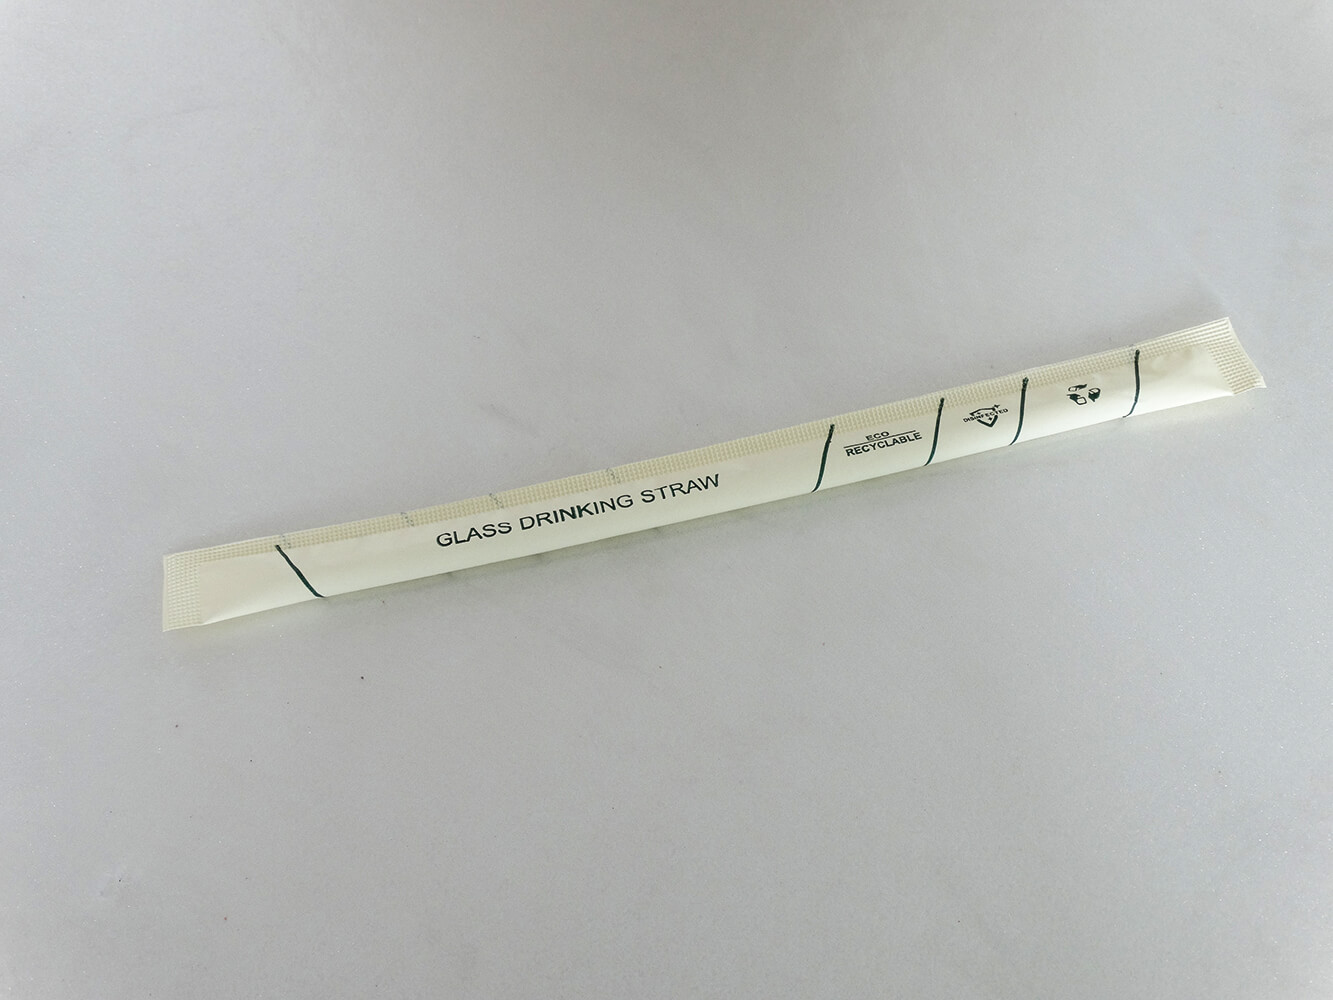 GLASS DRINKING STRAW
ECO
RECYCLABLE
DISINFECTED